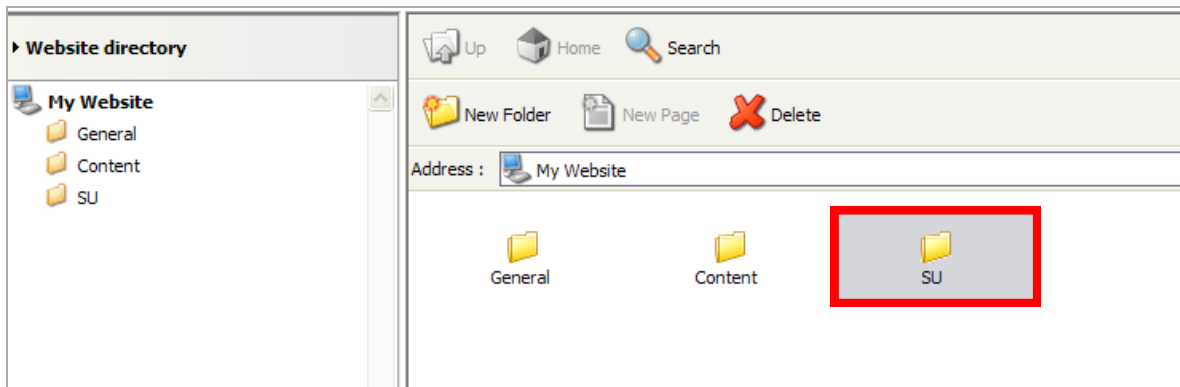 Website directory
My Website
General
Content
SU
Up Home Search
New Folder New Page Delete
Address : My Website
General Content SU